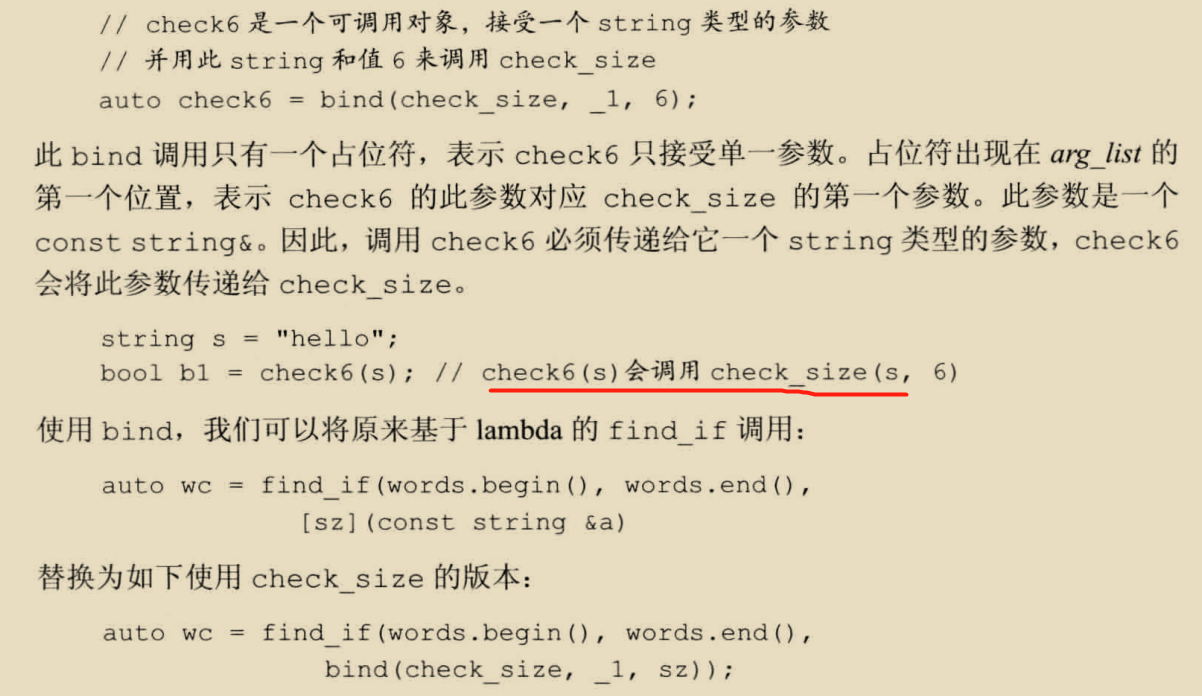 // check6 是一个可调用对象，接受一个 string 类型的参数
// 并用此 string 和值 6 来调用 check_size
auto check6 = bind(check_size, _1, 6);
此 bind 调用只有一个占位符，表示 check6 只接受单一参数。占位符出现在 arg_list 的
第一个位置，表示 check6 的此参数对应 check_size 的第一个参数。此参数是一个
const string&。因此，调用 check6 必须传递给它一个 string 类型的参数，check6
会将此参数传递给 check_size。
string s = "hello";
bool b1 = check6(s); // check6(s)会调用 check_size(s, 6)
使用 bind，我们可以将原来基于 lambda 的 find_if 调用：
auto wc = find_if(words.begin(), words.end(),
[sz](const string &a)
替换为如下使用 check_size 的版本：
auto wc = find_if(words.begin(), words.end(),
bind(check_size, _1, sz));